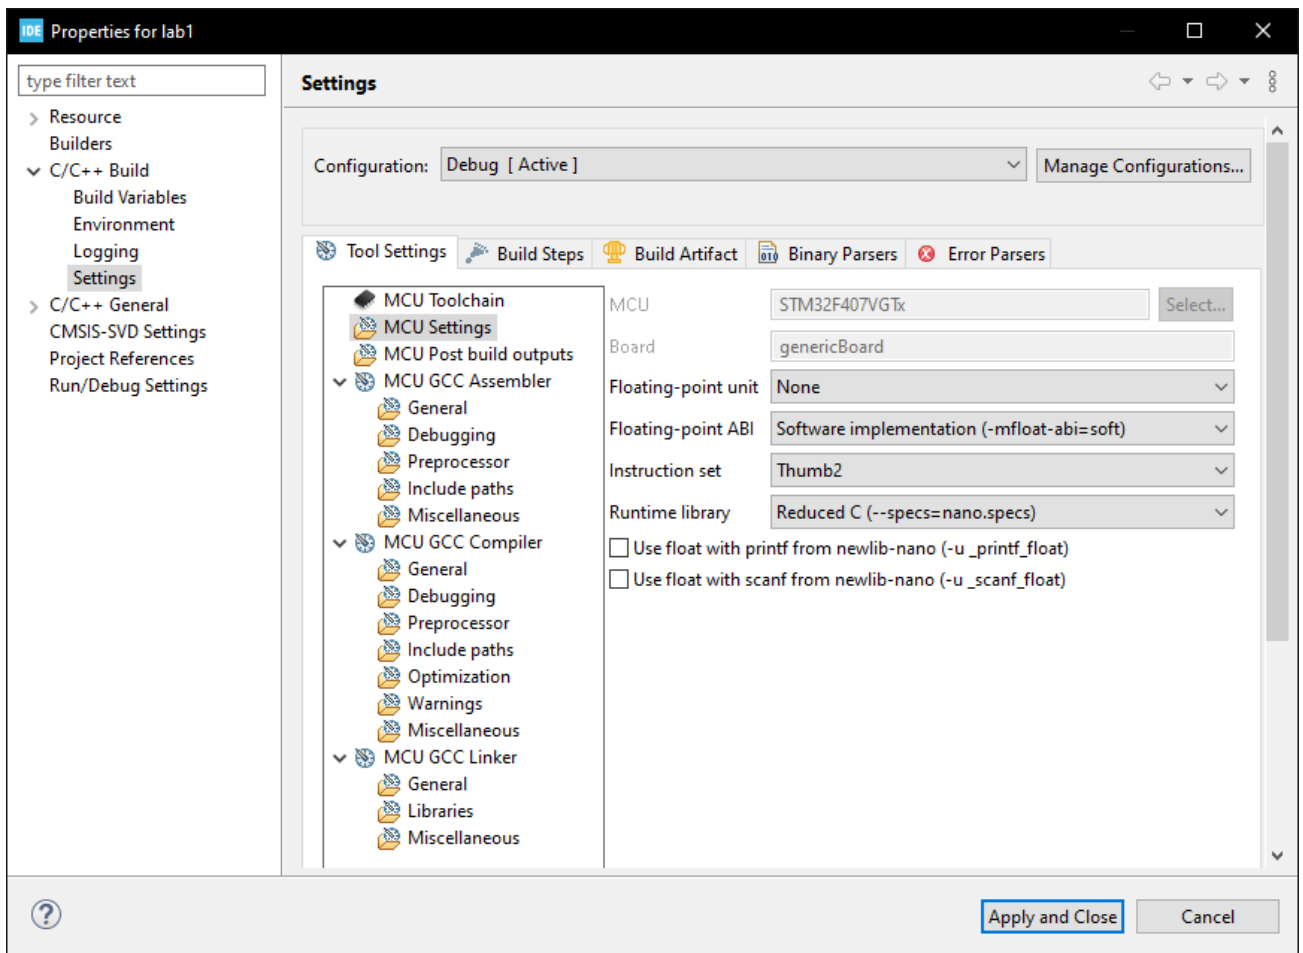 IDE Properties for lab1
type filter text
Resource
Builders
C/C++ Build
Build Variables
Environment
Logging
Settings
C/C++ General
CMSIS-SVD Settings
Project References
Run/Debug Settings
Settings
Configuration: Debug [ Active ] Manage Configurations...
Tool Settings Build Steps Build Artifact Binary Parsers Error Parsers
MCU Toolchain
MCU Settings
MCU Post build outputs
MCU GCC Assembler
General
Debugging
Preprocessor
Include paths
Miscellaneous
MCU GCC Compiler
General
Debugging
Preprocessor
Include paths
Optimization
Warnings
Miscellaneous
MCU GCC Linker
General
Libraries
Miscellaneous
MCU STM32F407VGTx Select...
Board genericBoard
Floating-point unit None
Floating-point ABI Software implementation (-mfloat-abi=soft)
Instruction set Thumb2
Runtime library Reduced C (--specs=nano.specs)
Use float with printf from newlib-nano (-u _printf_float)
Use float with scanf from newlib-nano (-u _scanf_float)
? Apply and Close Cancel